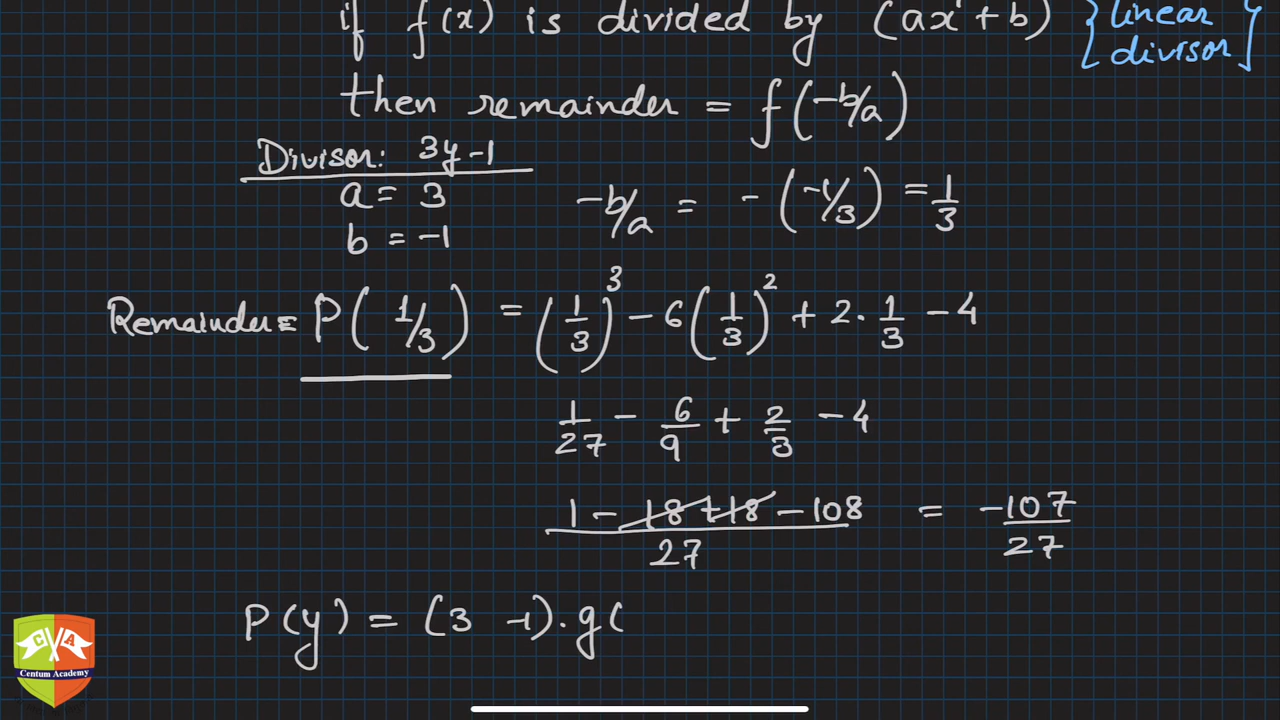 if f(x) is divided by (ax + b) {linear divisor}
then remainder = f(-b/a)
Divisor: 3y -1
a = 3
b = -1
-b/a = -(-1/3) = 1/3
Remainder = P(1/3) = (1/3)^3 - 6(1/3)^2 + 2·1/3 - 4
1/27 - 6/9 + 2/3 - 4
1 - 18 + 18 - 108 / 27 = -107/27
P(y) = (3 -1)·g(
C A
Centum Academy